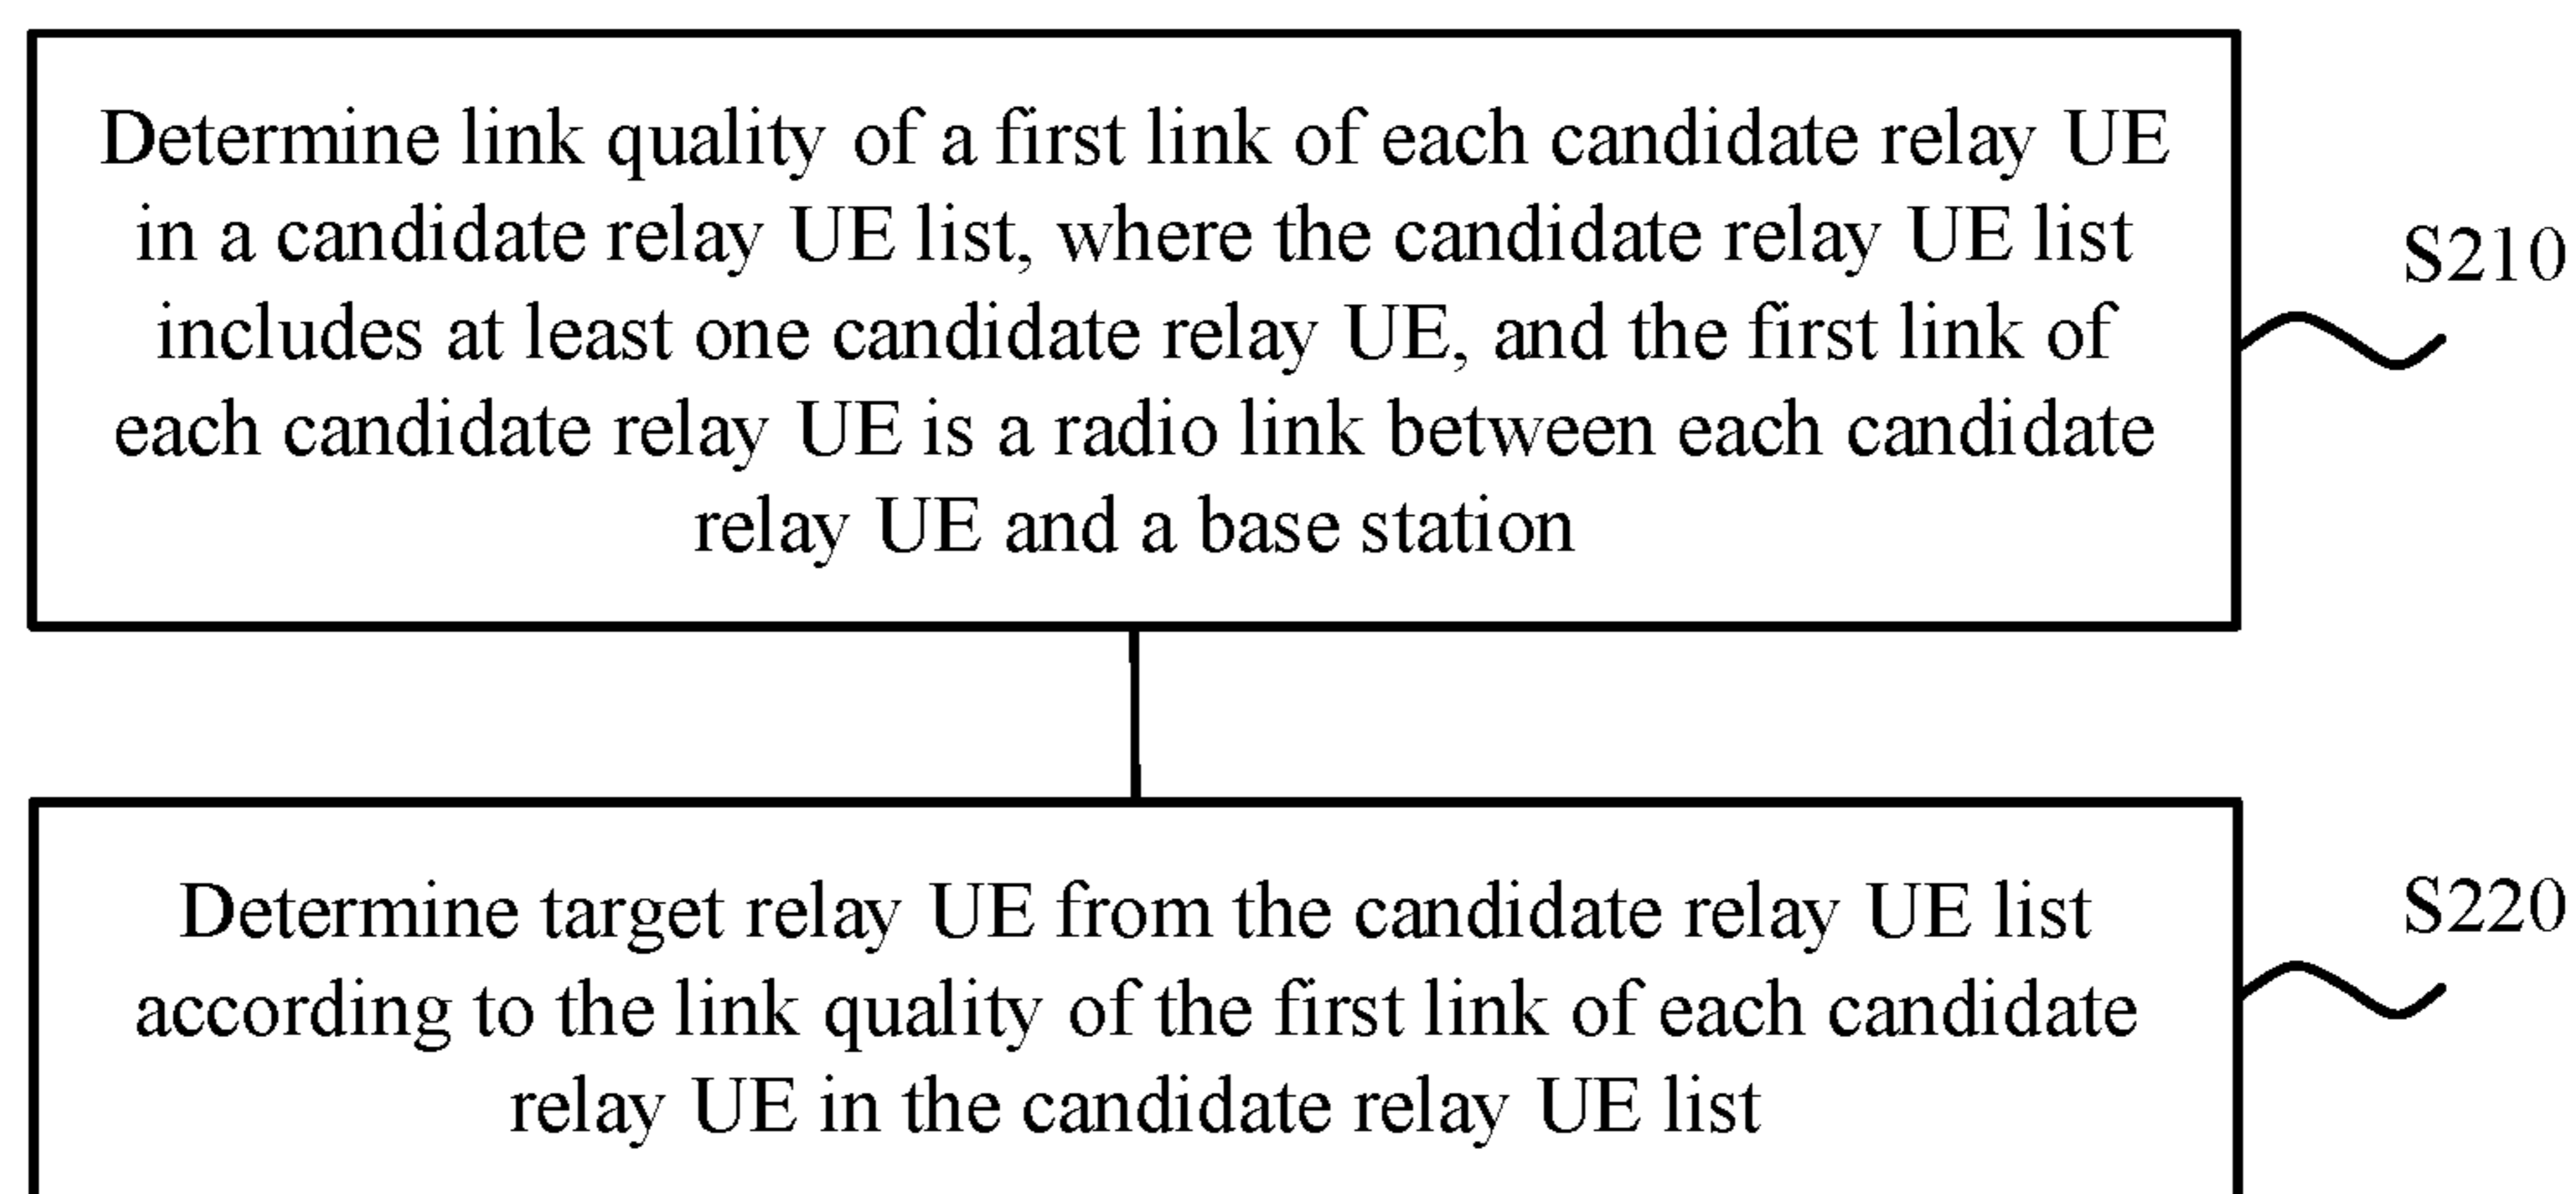 Determine link quality of a first link of each candidate relay UE
in a candidate relay UE list, where the candidate relay UE list
includes at least one candidate relay UE, and the first link of
each candidate relay UE is a radio link between each candidate
relay UE and a base station
S210
Determine target relay UE from the candidate relay UE list
according to the link quality of the first link of each candidate
relay UE in the candidate relay UE list
S220